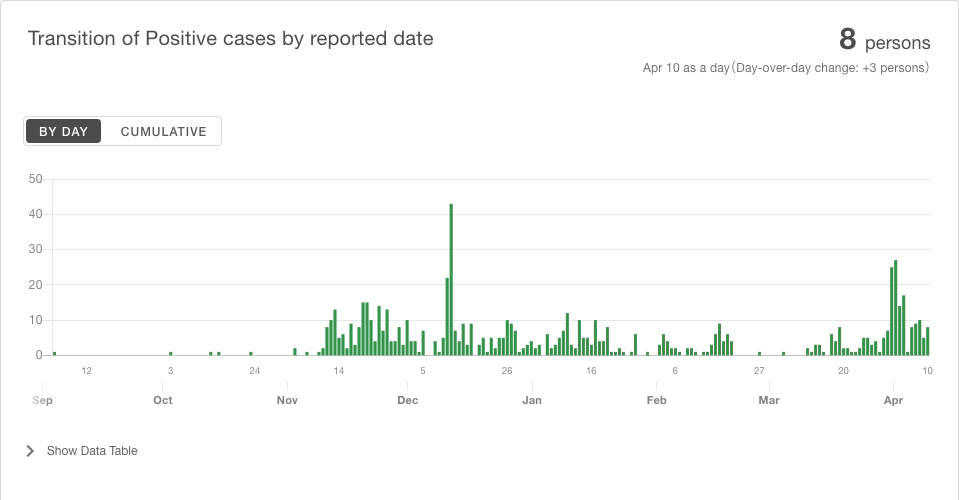 Transition of Positive cases by reported date
8 persons
Apr 10 as a day(Day-over-day change: +3 persons)
BY DAY CUMULATIVE
50
40
30
20
10
0
12 3 24 14 5 26 16 6 27 20 10
Sep Oct Nov Dec Jan Feb Mar Apr
Show Data Table